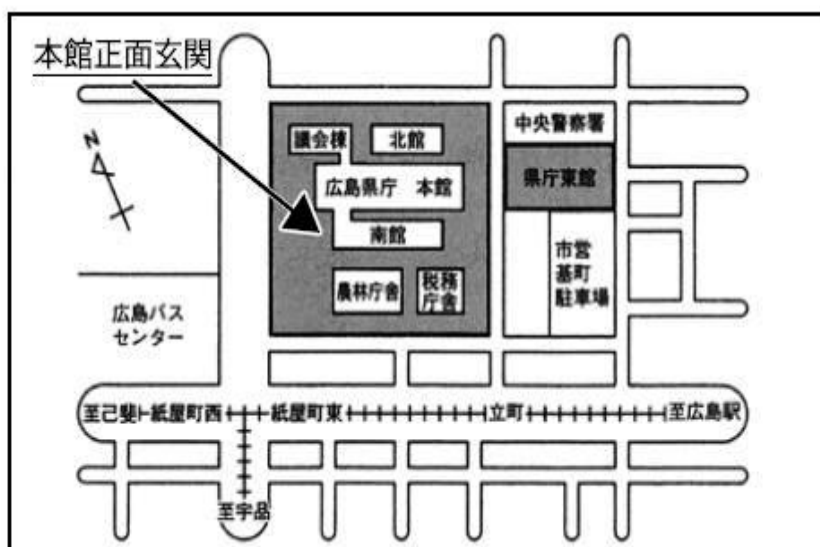 本館正面玄関
N
議会棟
北館
中央警察署
広島県庁 本館
県庁東館
南館
市営
基町
駐車場
農林庁舎
税務
庁舎
広島バス
センター
至己斐
紙屋町西
紙屋町東
立町
至広島駅
至宇品